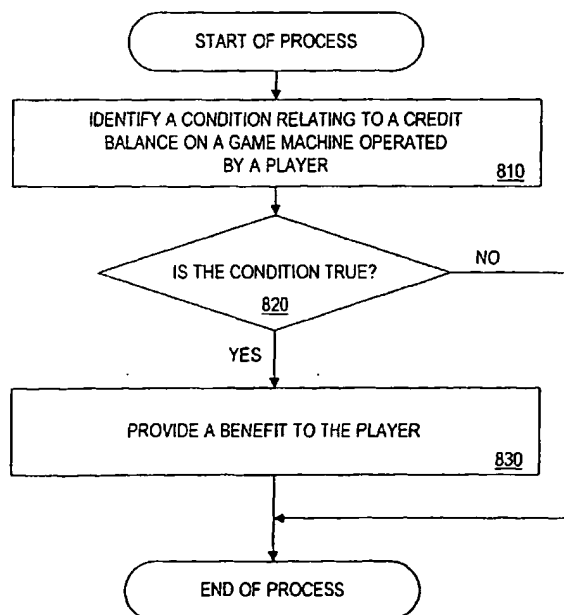 START OF PROCESS
IDENTIFY A CONDITION RELATING TO A CREDIT
BALANCE ON A GAME MACHINE OPERATED
BY A PLAYER
810
IS THE CONDITION TRUE?
NO
820
YES
PROVIDE A BENEFIT TO THE PLAYER
830
END OF PROCESS